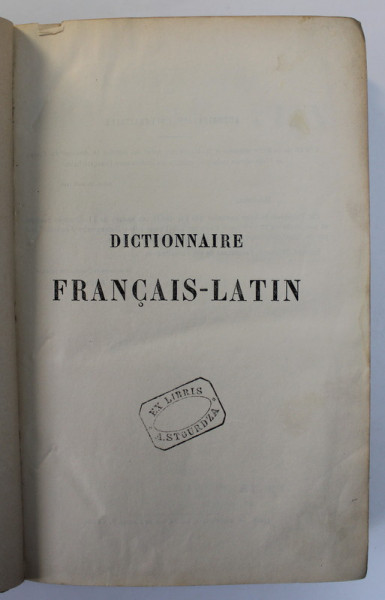 DICTIONNAIRE
FRANÇAIS-LATIN
EX LIBRIS
A. STOURDZA